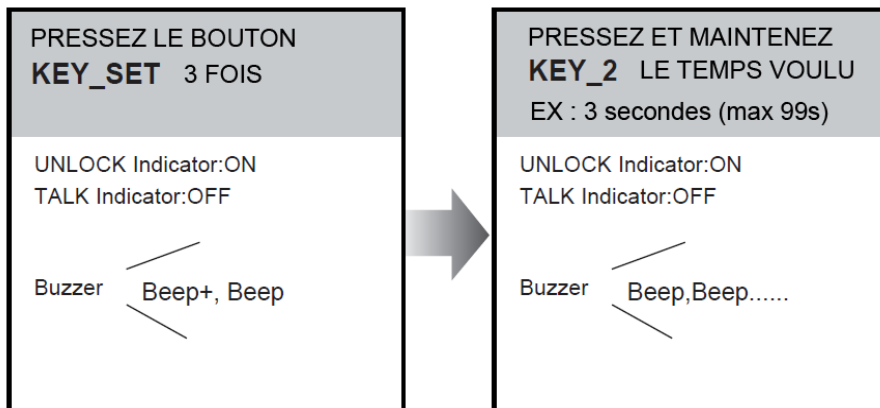 PRESSEZ LE BOUTON
KEY_SET 3 FOIS
UNLOCK Indicator:ON
TALK Indicator:OFF
Buzzer Beep+, Beep
PRESSEZ ET MAINTENEZ
KEY_2 LE TEMPS VOULU
EX : 3 secondes (max 99s)
UNLOCK Indicator:ON
TALK Indicator:OFF
Buzzer Beep,Beep......